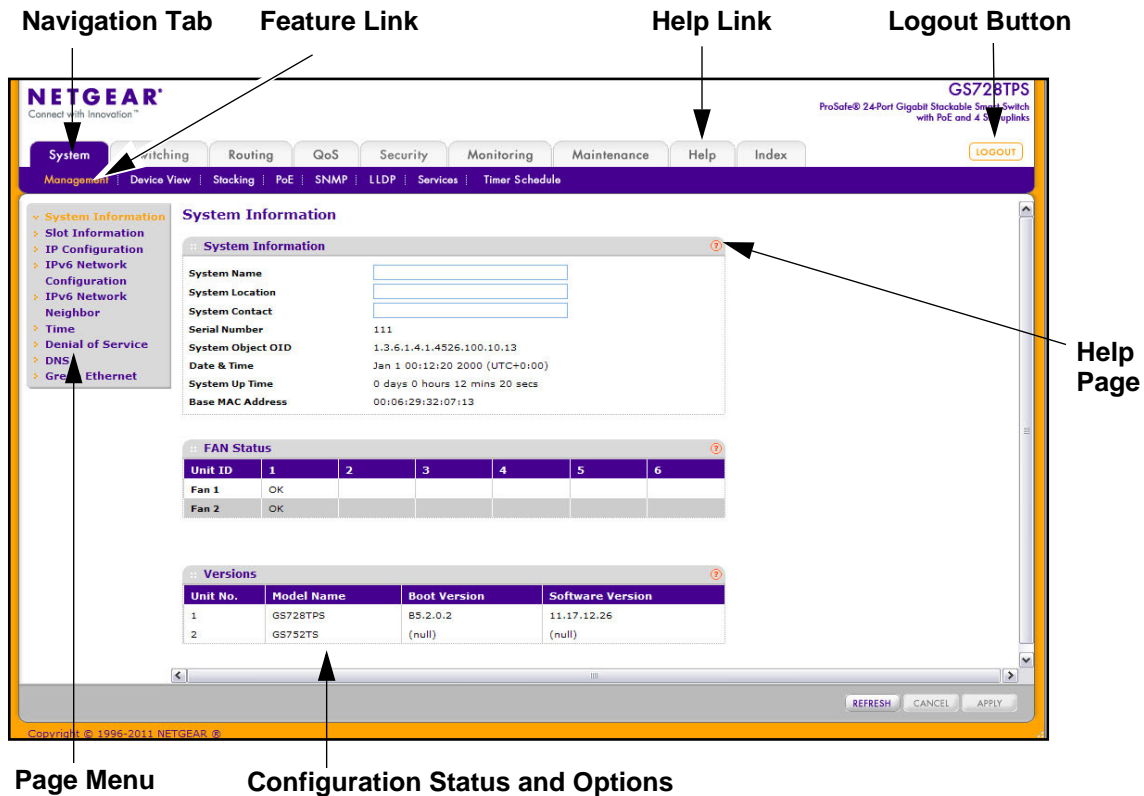 Navigation Tab Feature Link Help Link Logout Button
NETGEAR®
Connect with Innovation™
GS728TPS
ProSafe® 24-Port Gigabit Stackable Smart Switch
with PoE and 4 SFP uplinks
System Switching Routing QoS Security Monitoring Maintenance Help Index LOGOUT
Management Device View Stacking PoE SNMP LLDP Services Timer Schedule
System Information
Slot Information
IP Configuration
IPv6 Network
Configuration
IPv6 Network
Neighbor
Time
Denial of Service
DNS
Green Ethernet
System Information
System Information
System Name
System Location
System Contact
Serial Number 111
System Object OID 1.3.6.1.4.1.4526.100.10.13
Date & Time Jan 1 00:12:20 2000 (UTC+0:00)
System Up Time 0 days 0 hours 12 mins 20 secs
Base MAC Address 00:06:29:32:07:13
Help
Page
FAN Status
Unit ID 1 2 3 4 5 6
Fan 1 OK
Fan 2 OK
Versions
Unit No. Model Name Boot Version Software Version
1 GS728TPS B5.2.0.2 11.17.12.26
2 GS752TS (null) (null)
REFRESH CANCEL APPLY
Copyright © 1996-2011 NETGEAR ®
Page Menu Configuration Status and Options